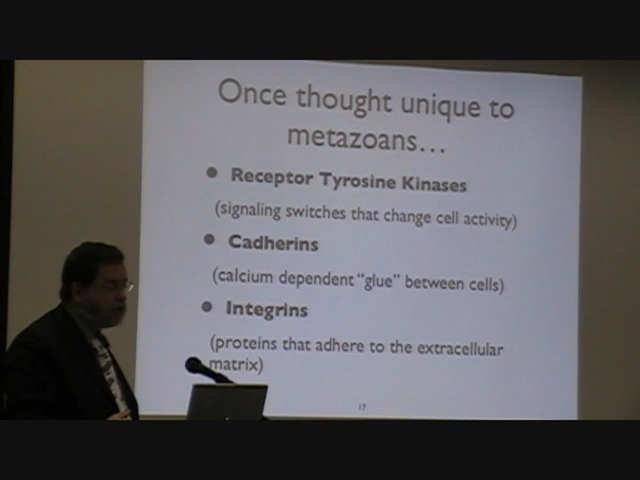 Once thought unique to
metazoans...
• Receptor Tyrosine Kinases
(signaling switches that change cell activity)
• Cadherins
(calcium dependent "glue" between cells)
• Integrins
(proteins that adhere to the extracellular
matrix)
17